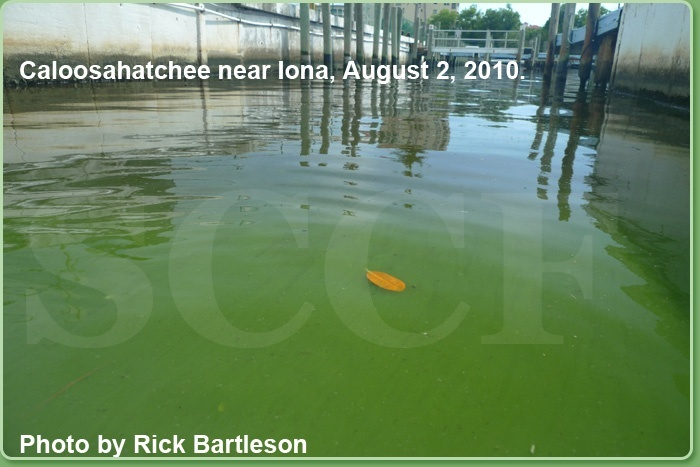 Caloosahatchee near Iona, August 2, 2010.
SCCF
Photo by Rick Bartleson